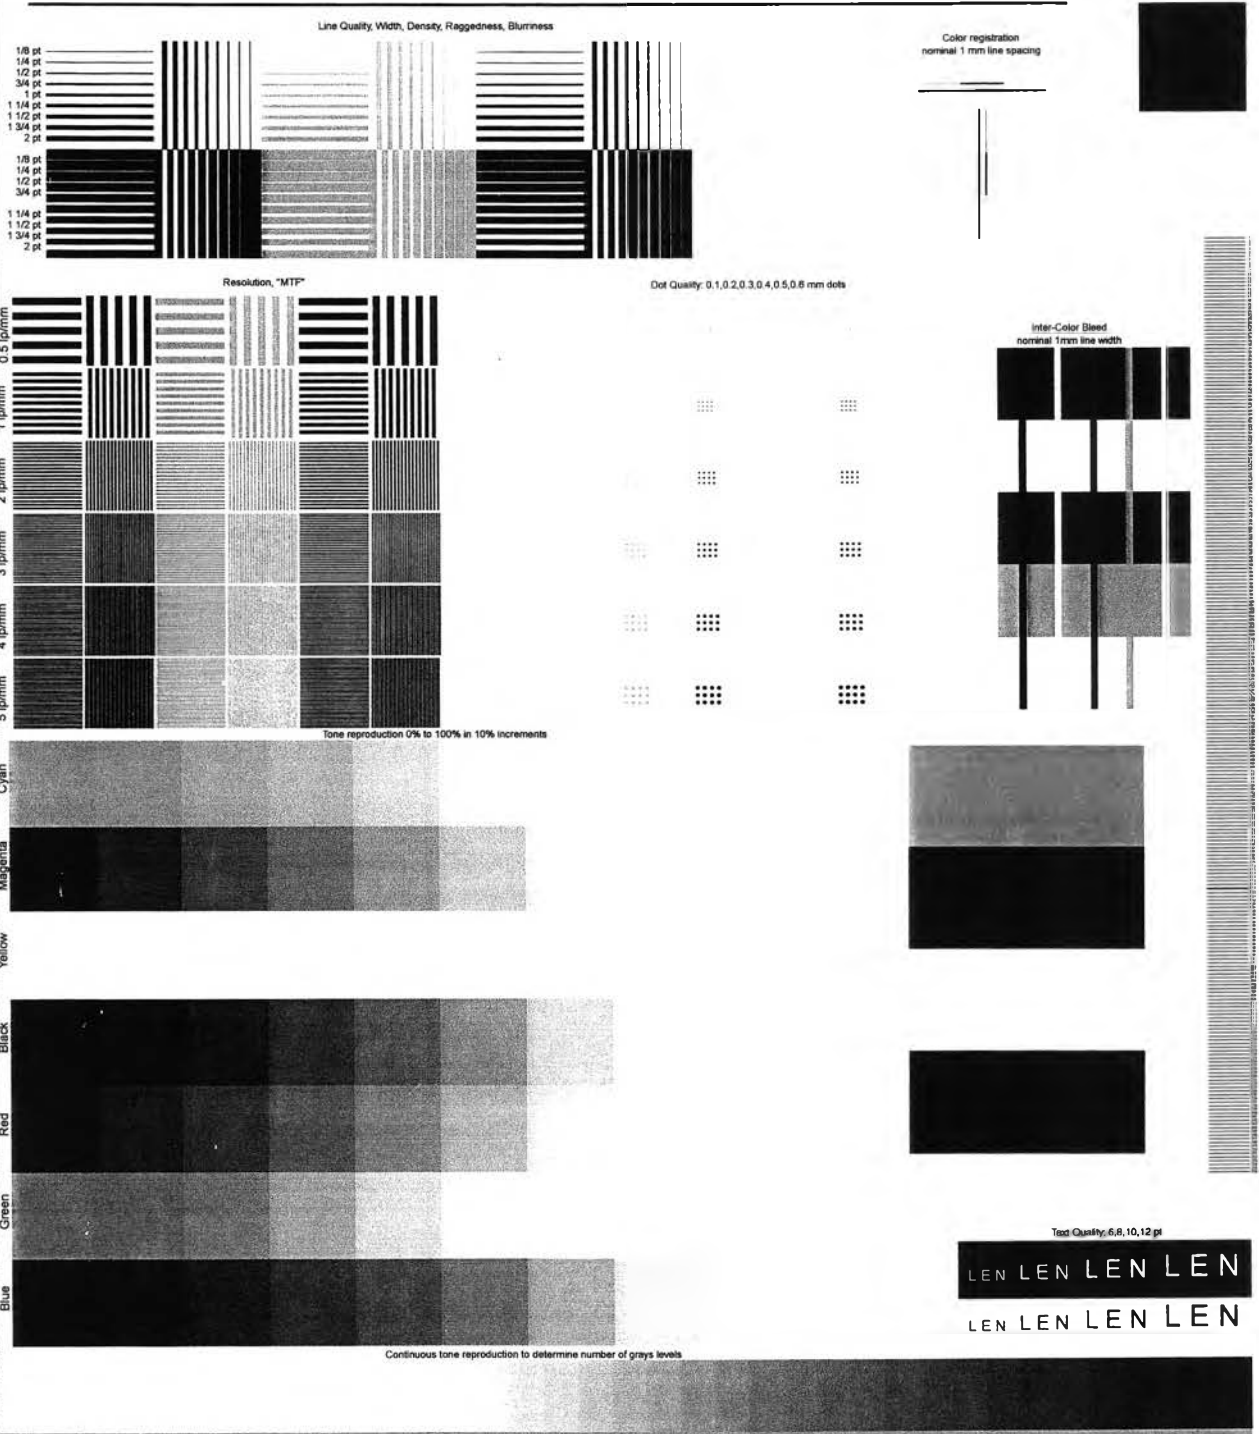 Line Quality, Width, Density, Raggedness, Blurriness
1/8 pt
1/4 pt
1/2 pt
3/4 pt
1 pt
1 1/4 pt
1 1/2 pt
1 3/4 pt
2 pt
1/8 pt
1/4 pt
1/2 pt
3/4 pt
1 1/4 pt
1 1/2 pt
1 3/4 pt
2 pt
Color registration
nominal 1 mm line spacing
Resolution, "MTF"
0.5 lp/mm
1 lp/mm
2 lp/mm
3 lp/mm
4 lp/mm
5 lp/mm
Dot Quality: 0.1,0.2,0.3,0.4,0.5,0.6 mm dots
Inter-Color Bleed
nominal 1mm line width
Tone reproduction 0% to 100% in 10% increments
Cyan
Magenta
Yellow
Black
Red
Green
Blue
Text Quality: 6,8,10,12 pt
LEN LEN LEN LEN
LEN LEN LEN LEN
Continuous tone reproduction to determine number of grays levels